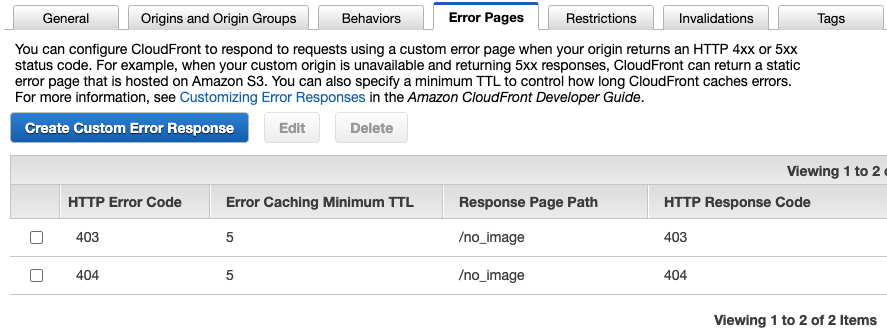 General Origins and Origin Groups Behaviors Error Pages Restrictions Invalidations Tags
You can configure CloudFront to respond to requests using a custom error page when your origin returns an HTTP 4xx or 5xx
status code. For example, when your custom origin is unavailable and returning 5xx responses, CloudFront can return a static
error page that is hosted on Amazon S3. You can also specify a minimum TTL to control how long CloudFront caches errors.
For more information, see Customizing Error Responses in the Amazon CloudFront Developer Guide.
Create Custom Error Response Edit Delete
Viewing 1 to 2
HTTP Error Code Error Caching Minimum TTL Response Page Path HTTP Response Code
403 5 /no_image 403
404 5 /no_image 404
Viewing 1 to 2 of 2 Items